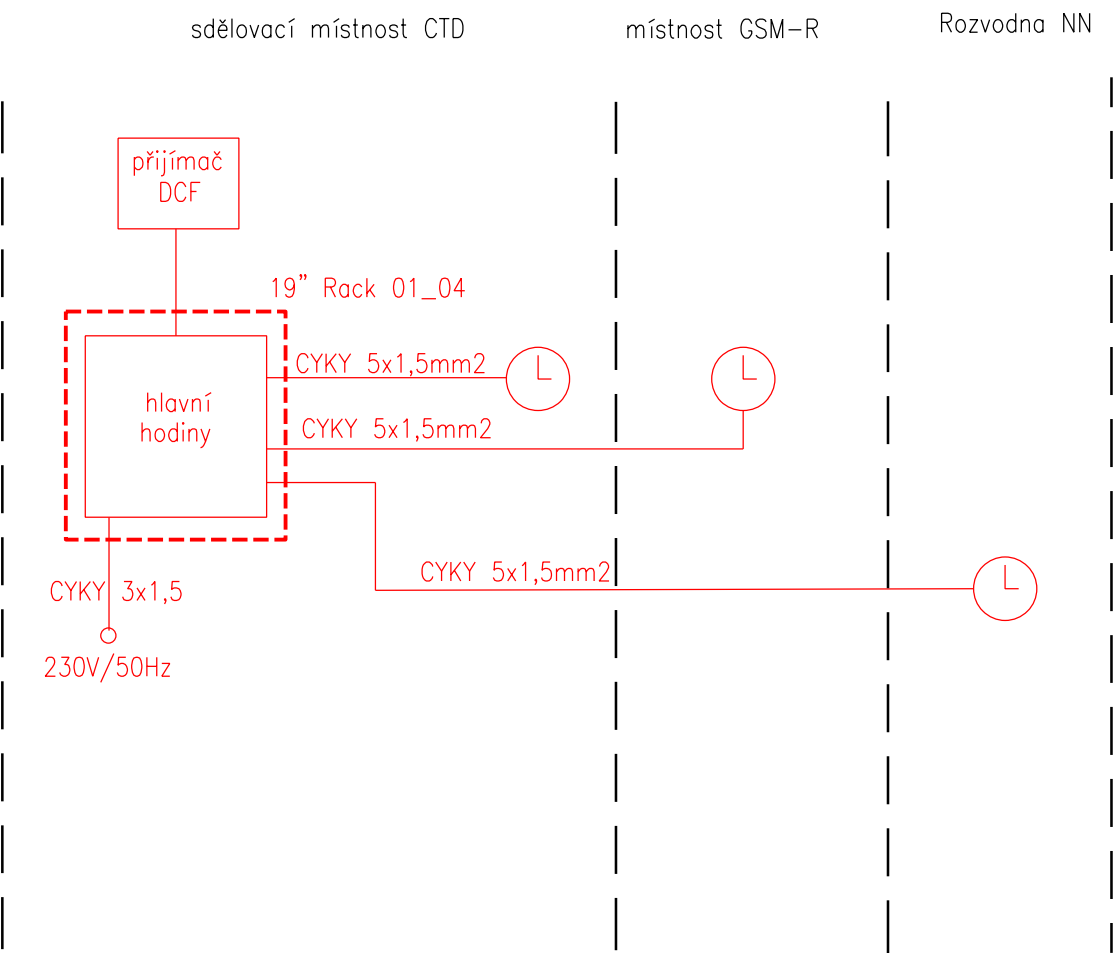 sdělovací místnost CTD
místnost GSM-R
Rozvodna NN
přijímač
DCF
19" Rack 01_04
CYKY 5x1,5mm2
hlavní
hodiny
CYKY 5x1,5mm2
CYKY 5x1,5mm2
CYKY 3x1,5
230V/50Hz